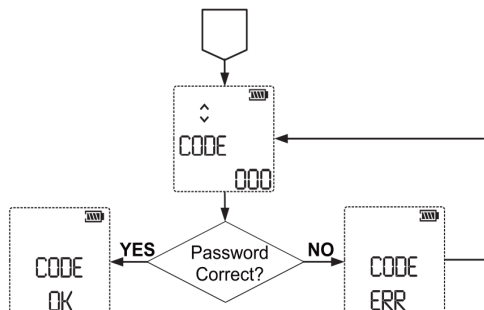 CODE
000
YES
Password
Correct?
NO
CODE
OK
CODE
ERR